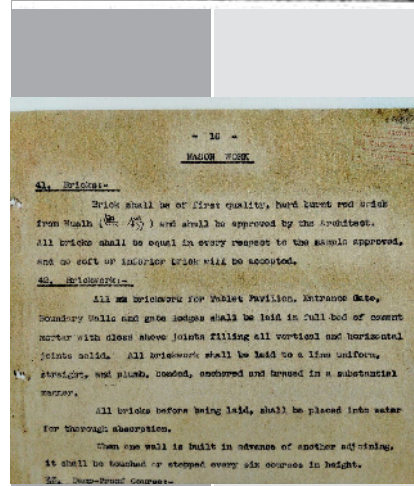 - 16 -
MASON WORK
41. Bricks:-
Brick shall be of first quality, hard burnt red brick
from Hualh ( ) and shall be approved by the Architect.
All bricks shall be equal in every respect to the sample approved,
and no soft or inferior brick will be accepted.
42. Brickwork:-
All brickwork for Tablet Pavilion, Entrance Gate,
Boundary Walls and gate lodges shall be laid in full bed of cement
mortar with close shove joints filling all vertical and horizontal
joints solid. All brickwork shall be laid to a line uniform,
straight, and plumb, bonded, anchored and braced in a substantial
manner.
All bricks before being laid, shall be placed into water
for thorough absorption.
When one wall is built in advance of another adjoining,
it shall be or stepped every six courses in height.
43. Damp-Proof Course:-